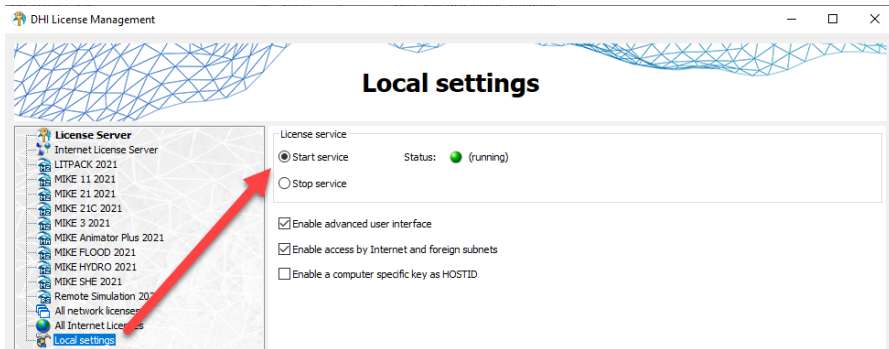 DHI License Management
Local settings
License Server
Internet License Server
LITPACK 2021
MIKE 11 2021
MIKE 21 2021
MIKE 21C 2021
MIKE 3 2021
MIKE Animator Plus 2021
MIKE FLOOD 2021
MIKE HYDRO 2021
MIKE SHE 2021
Remote Simulation
All network licenses
All Internet
Local settings
License service
Start service Status: (running)
Stop service
Enable advanced user interface
Enable access by Internet and foreign subnets
Enable a computer specific key as HOSTID